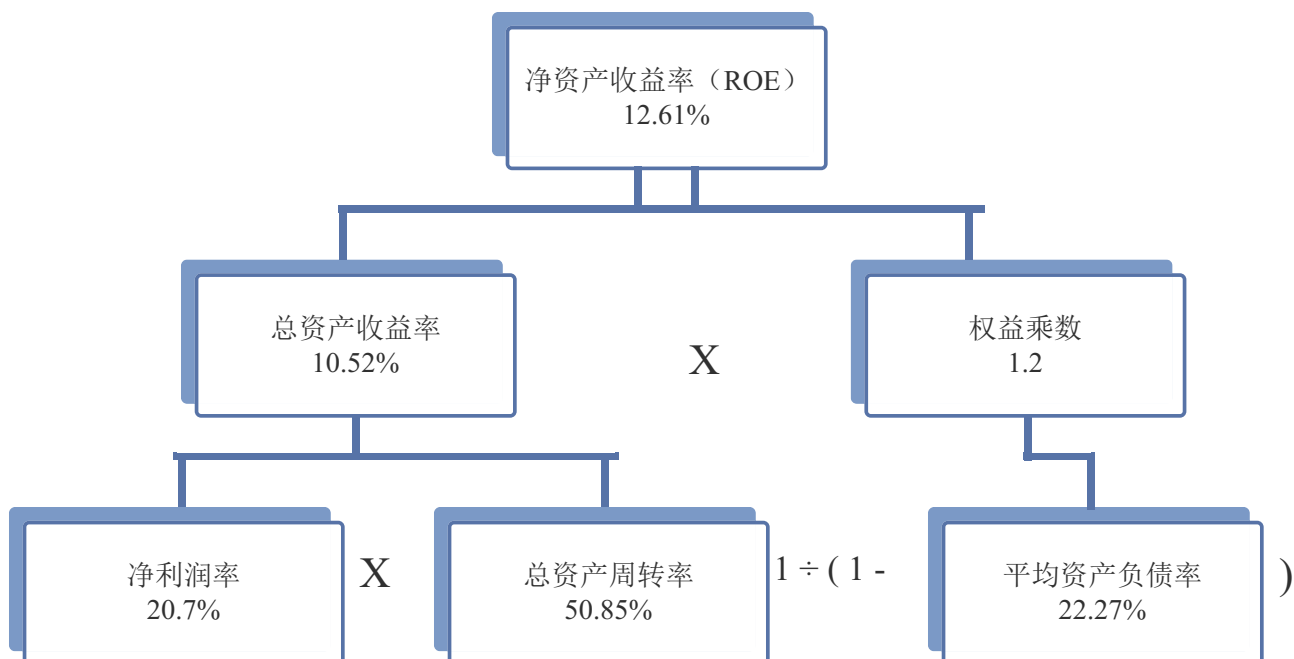 净资产收益率（ROE）
12.61%
总资产收益率
10.52%
X
权益乘数
1.2
净利润率
20.7%
X
总资产周转率
50.85%
1 ÷ ( 1 -
平均资产负债率
22.27%
)